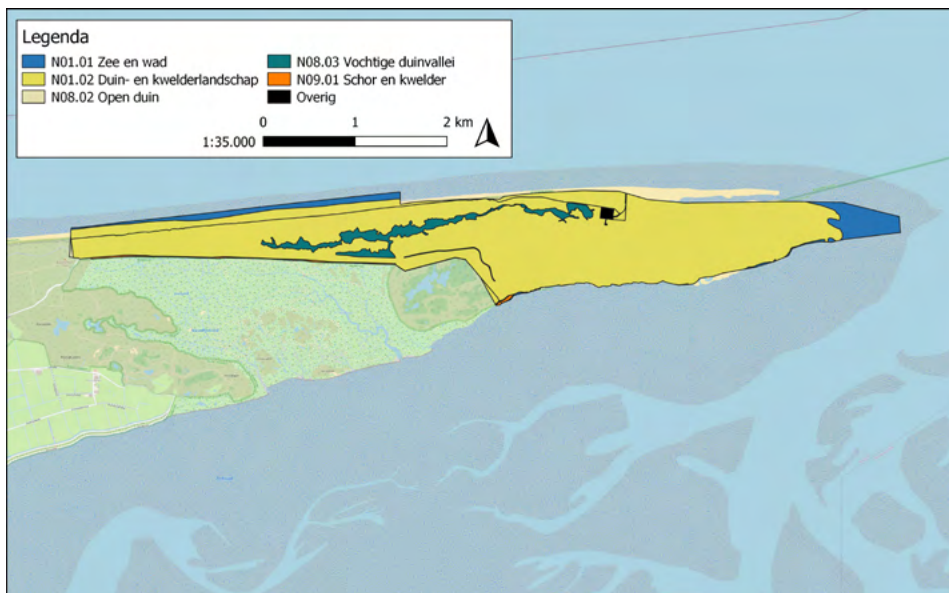 Legenda
N01.01 Zee en wad
N01.02 Duin- en kwelderlandschap
N08.02 Open duin
N08.03 Vochtige duinvallei
N09.01 Schor en kwelder
Overig
0 1 2 km
1:35.000